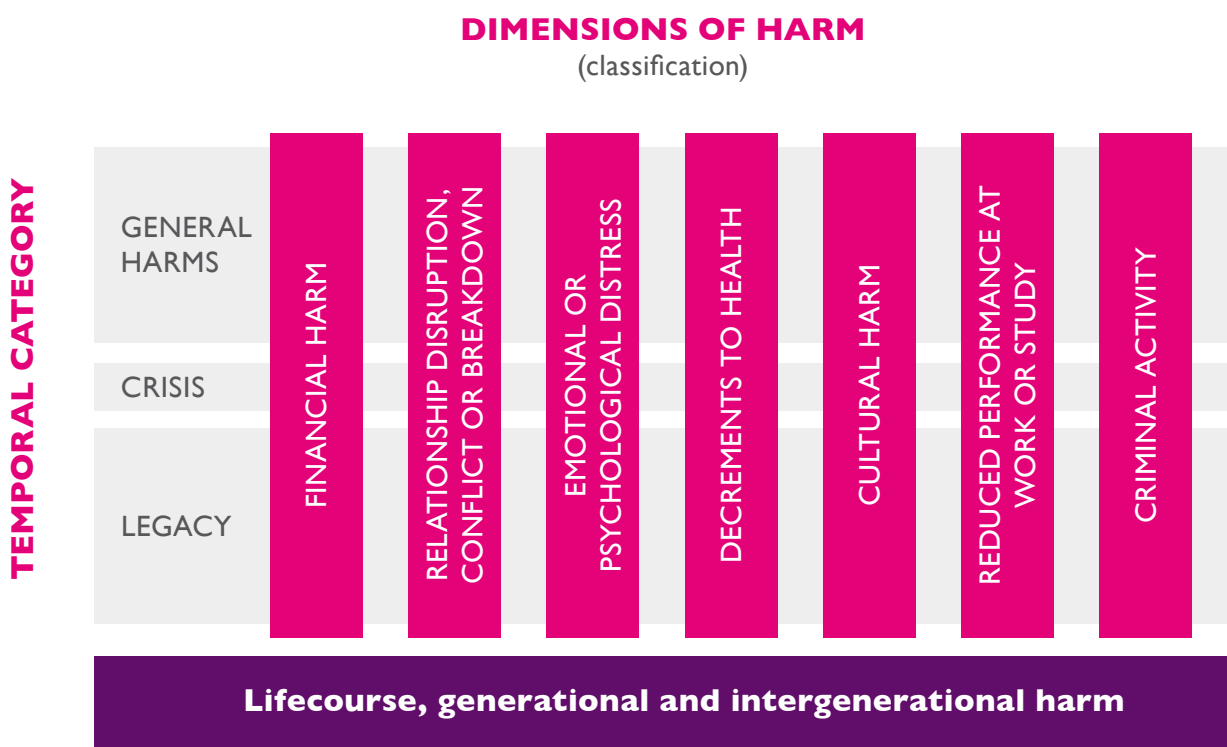 DIMENSIONS OF HARM
(classification)
TEMPORAL CATEGORY
GENERAL
HARMS
CRISIS
LEGACY
FINANCIAL HARM
RELATIONSHIP DISRUPTION,
CONFLICT OR BREAKDOWN
EMOTIONAL OR
PSYCHOLOGICAL DISTRESS
DECREMENTS TO HEALTH
CULTURAL HARM
REDUCED PERFORMANCE AT
WORK OR STUDY
CRIMINAL ACTIVITY
Lifecourse, generational and intergenerational harm